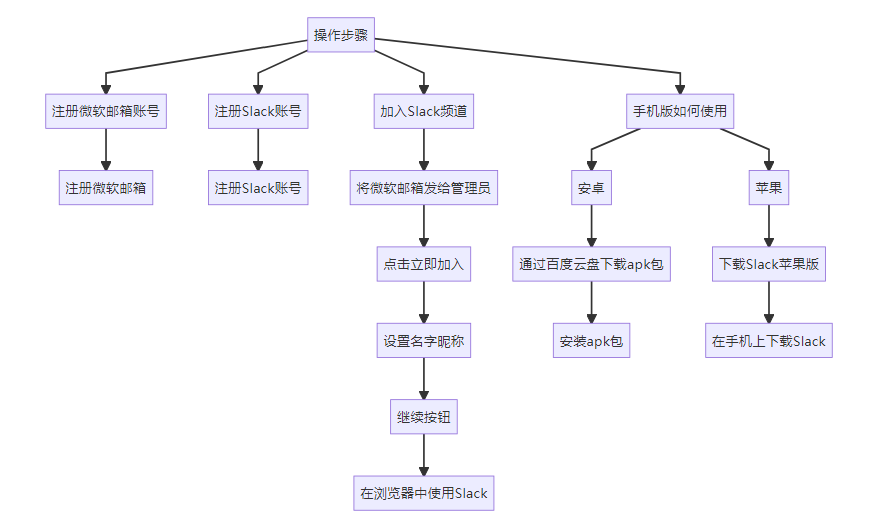 操作步骤
注册微软邮箱账号
注册Slack账号
加入Slack频道
手机版如何使用
注册微软邮箱
注册Slack账号
将微软邮箱发给管理员
安卓
苹果
点击立即加入
通过百度云盘下载apk包
下载Slack苹果版
设置名字昵称
安装apk包
在手机上下载Slack
继续按钮
在浏览器中使用Slack